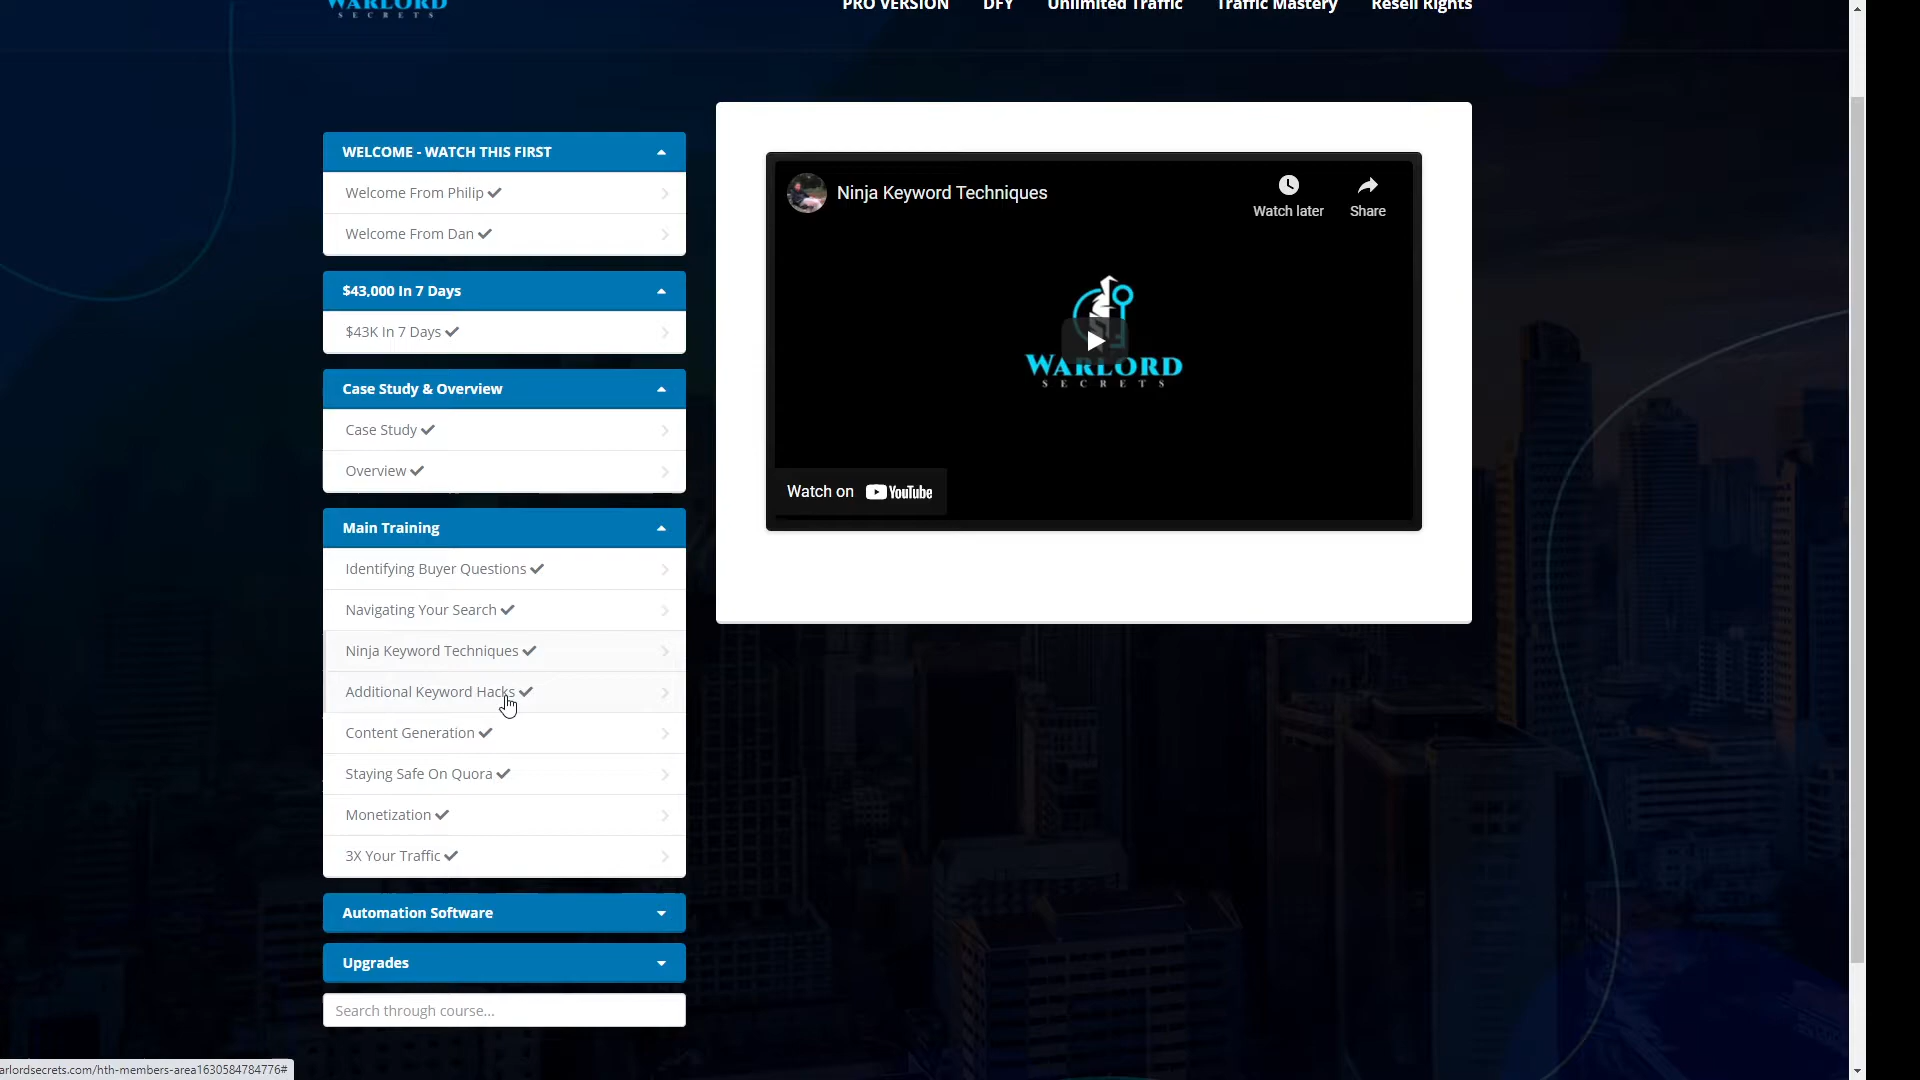 WARLORD
SECRETS
PRO VERSION
DFY
Unlimited Traffic
Traffic Mastery
Resell Rights
WELCOME - WATCH THIS FIRST
Welcome From Philip
Welcome From Dan
$43,000 In 7 Days
$43K In 7 Days
Case Study & Overview
Case Study
Overview
Main Training
Identifying Buyer Questions
Navigating Your Search
Ninja Keyword Techniques
Additional Keyword Hacks
Content Generation
Staying Safe On Quora
Monetization
3X Your Traffic
Automation Software
Upgrades
Search through course...
Ninja Keyword Techniques
Watch later
Share
WARLORD
SECRETS
Watch on YouTube
arlordsecrets.com/hth-members-area1630584784776#